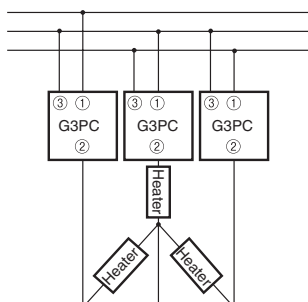 ③ ① ③ ① ③ ①
G3PC G3PC G3PC
② ② ②
Heater
Heater Heater